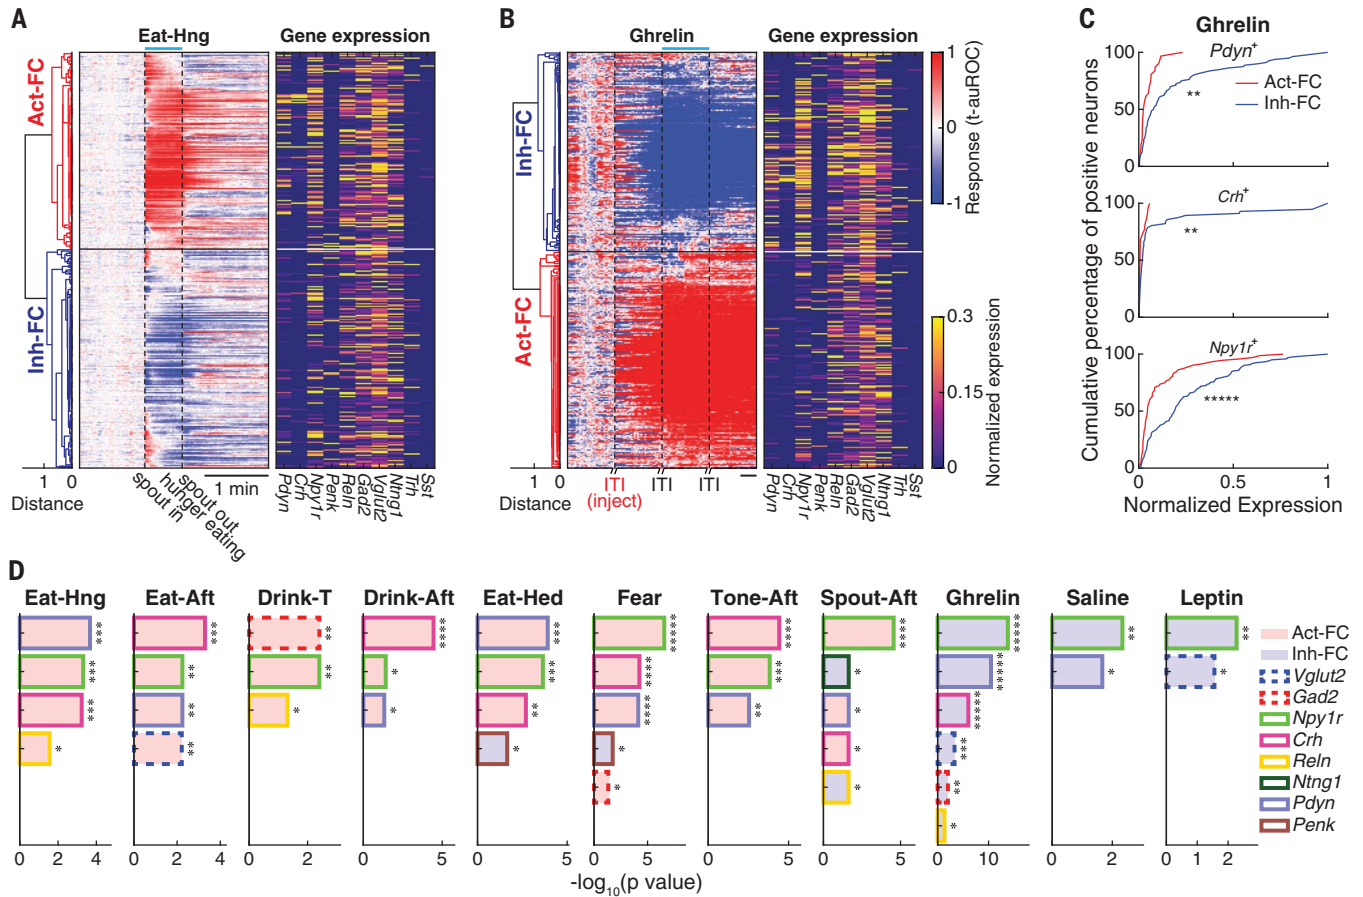 A
Eat-Hng
Gene expression
Act-FC
Inh-FC
1 0
Distance
spout in
hunger eating
spout out
1 min
Pdyn
Crh
Npy1r
Penk
Reln
Gad2
Vglut2
Ntng1
Trh
Sst
B
Ghrelin
Gene expression
Inh-FC
Act-FC
1 0
Distance
ITI
(inject)
ITI
ITI
Pdyn
Crh
Npy1r
Penk
Reln
Gad2
Vglut2
Ntng1
Trh
Sst
1
0
-1
Response (t-auROC)
0.3
0.15
0
Normalized expression
C
Ghrelin
Cumulative percentage of positive neurons
100
50
0
Pdyn+
Act-FC
Inh-FC
**
100
50
0
Crh+
**
100
50
0
Npy1r+
*****
0 0.5 1
Normalized Expression
D
Eat-Hng
***
***
***
*
0 2 4
Eat-Aft
***
**
**
**
0 2 4
Drink-T
**
**
*
0 2
Drink-Aft
****
*
*
0 5
Eat-Hed
***
***
**
*
0 5
Fear
*****
****
****
*
*
0 5
Tone-Aft
****
***
**
0 5
Spout-Aft
****
*
*
*
*
0 5
Ghrelin
*****
*****
*****
***
**
*
0 10
Saline
**
*
0 2
Leptin
**
*
0 1 2
-log10(p value)
Act-FC
Inh-FC
Vglut2
Gad2
Npy1r
Crh
Reln
Ntng1
Pdyn
Penk